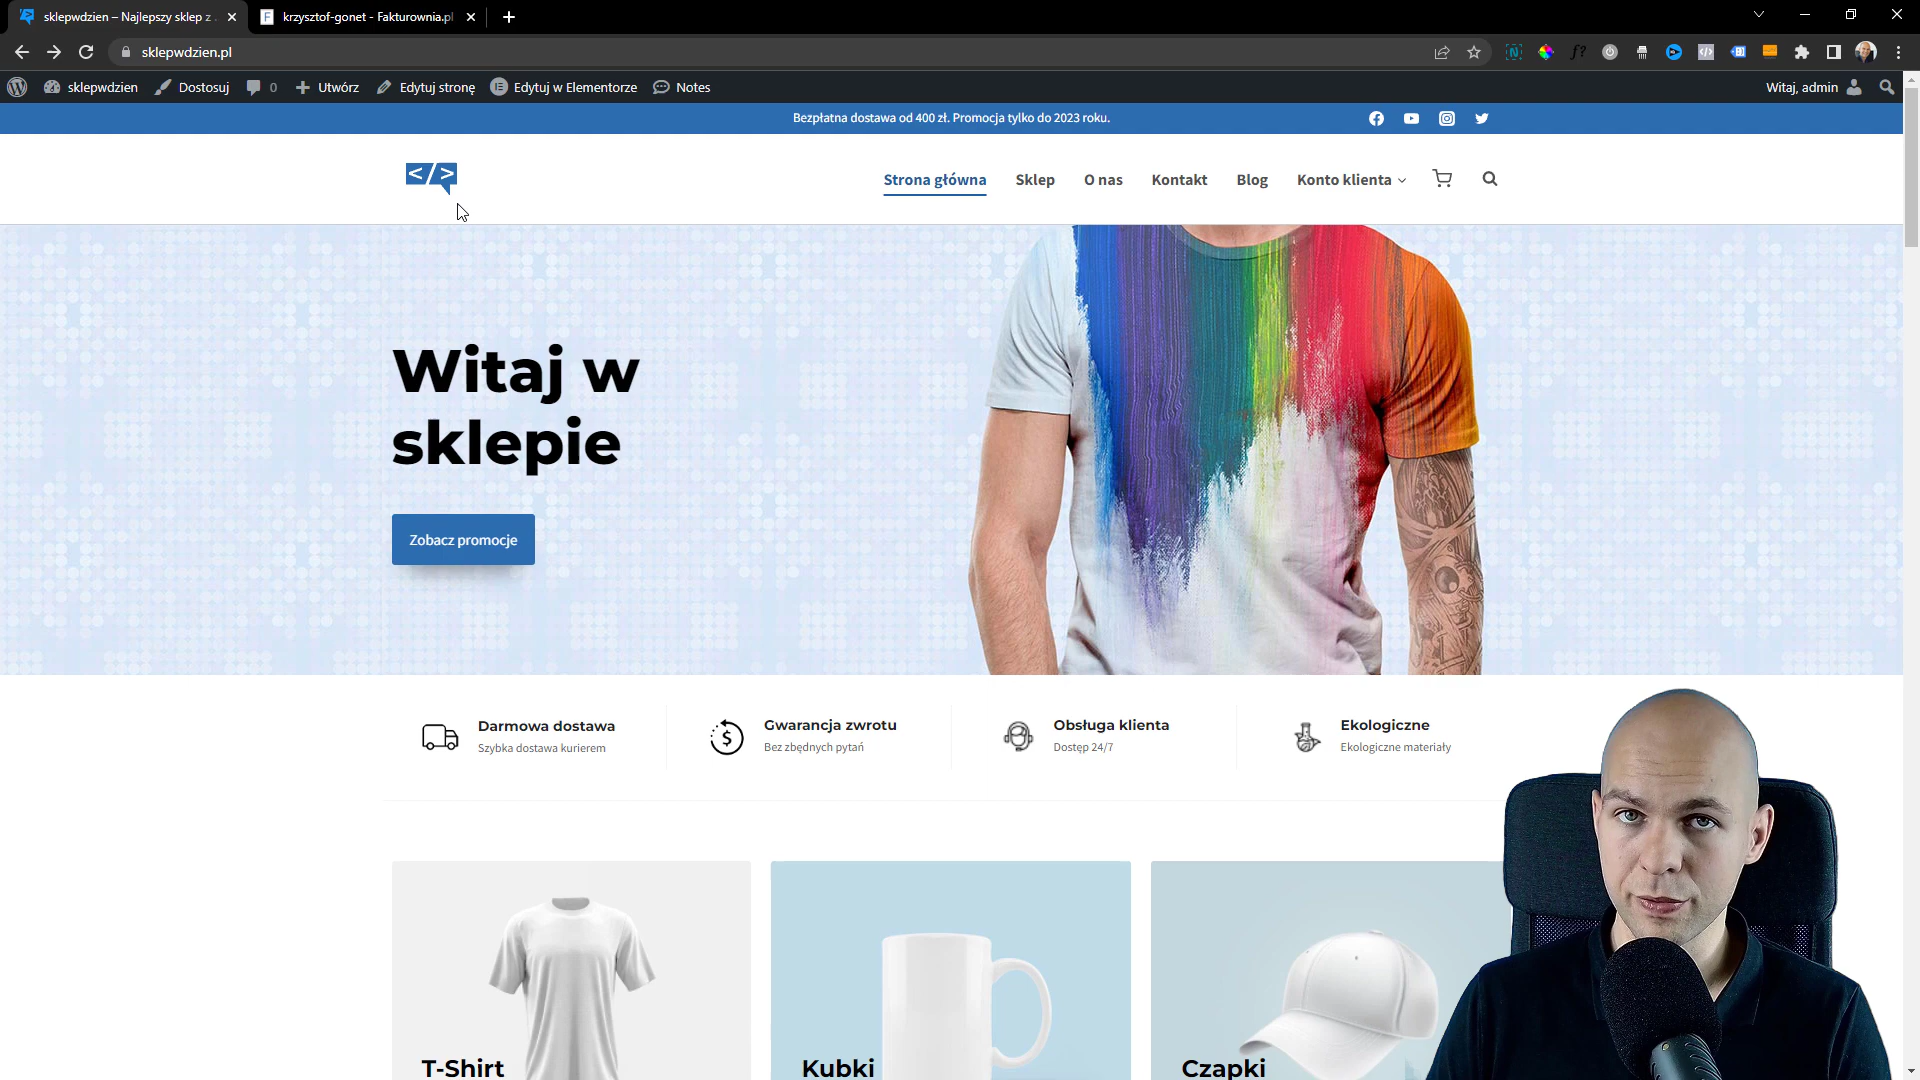 sklepwdzien – Najlepszy sklep z
krzysztof-gonet - Fakturownia.pl
sklepwdzien.pl
sklepwdzien
Dostosuj
0
Utwórz
Edytuj stronę
Edytuj w Elementorze
Notes
Witaj, admin
Bezpłatna dostawa od 400 zł. Promocja tylko do 2023 roku.
</>
Strona główna
Sklep
O nas
Kontakt
Blog
Konto klienta
Witaj w
sklepie
Zobacz promocje
Darmowa dostawa
Szybka dostawa kurierem
Gwarancja zwrotu
Bez zbędnych pytań
Obsługa klienta
Dostęp 24/7
Ekologiczne
Ekologiczne materiały
T-Shirt
Kubki
Czapki